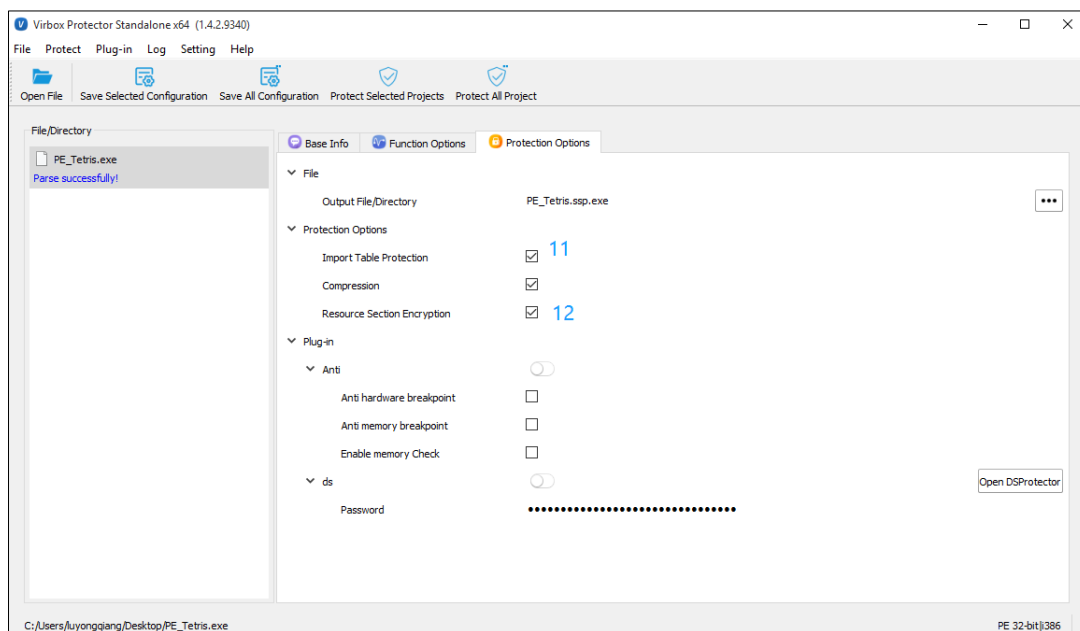 Virbox Protector Standalone x64 (1.4.2.9340)
File Protect Plug-in Log Setting Help
Open File Save Selected Configuration Save All Configuration Protect Selected Projects Protect All Project
File/Directory
PE_Tetris.exe
Parse successfully!
Base Info Function Options Protection Options
File
Output File/Directory PE_Tetris.ssp.exe
Protection Options
Import Table Protection 11
Compression
Resource Section Encryption 12
Plug-in
Anti
Anti hardware breakpoint
Anti memory breakpoint
Enable memory Check
ds Open DSProtector
Password
C:/Users/luyongqiang/Desktop/PE_Tetris.exe PE 32-bit|i386